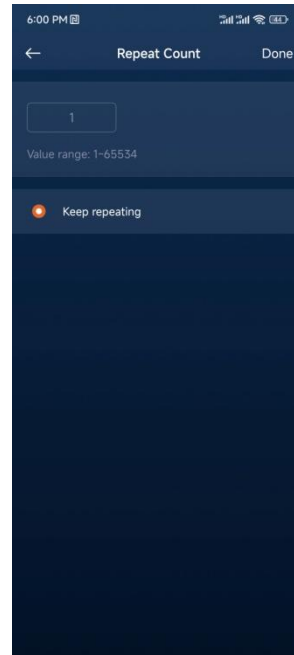 6:00 PM
Repeat Count
Done
1
Value range: 1-65534
Keep repeating